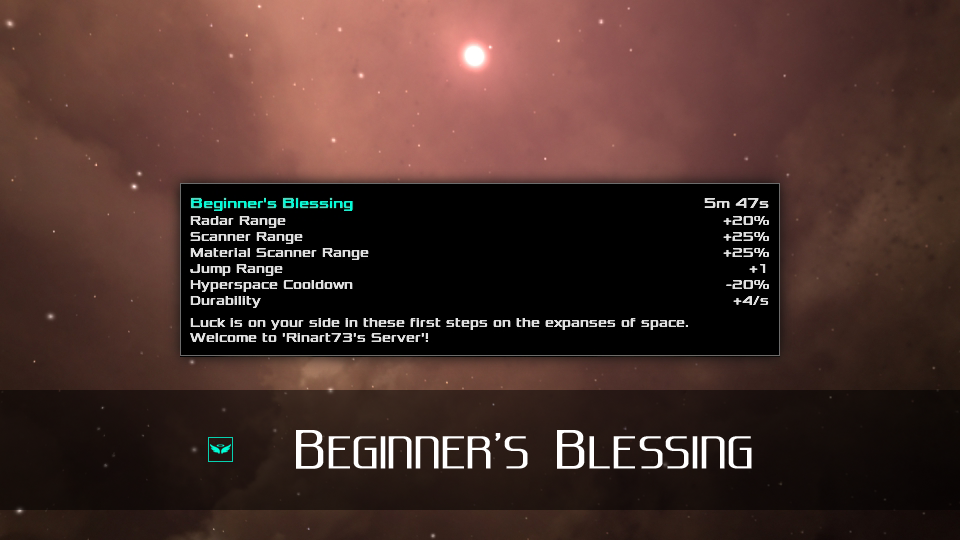 Beginner's Blessing 5m 47s
Radar Range +20%
Scanner Range +25%
Material Scanner Range +25%
Jump Range +1
Hyperspace Cooldown -20%
Durability +4/s
Luck is on your side in these first steps on the expanses of space.
Welcome to 'Rinart73's Server'!
Beginner's Blessing